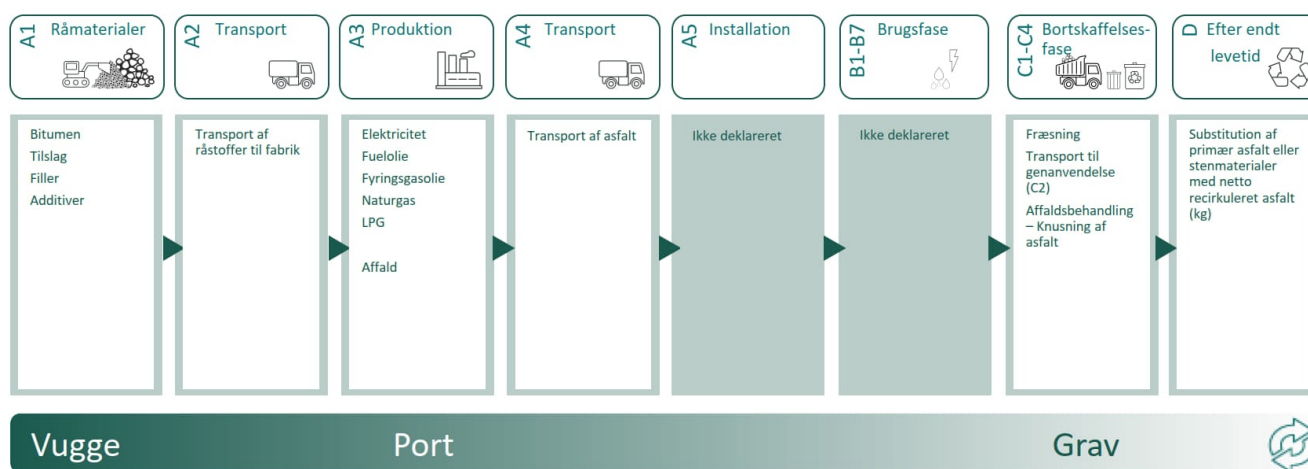 A1 Råmaterialer
A2 Transport
A3 Produktion
A4 Transport
A5 Installation
B1-B7 Brugsfase
C1-C4 Bortskaffelses-
fase
D Efter endt
levetid
Bitumen
Tilslag
Filler
Additiver
Transport af
råstoffer til fabrik
Elektricitet
Fuelolie
Fyringsgasolie
Naturgas
LPG
Affald
Transport af asfalt
Ikke deklareret
Ikke deklareret
Fræsning
Transport til
genanvendelse
(C2)
Affaldsbehandling
– Knusning af
asfalt
Substitution af
primær asfalt eller
stenmaterialer
med netto
recirkuleret asfalt
(kg)
Vugge
Port
Grav